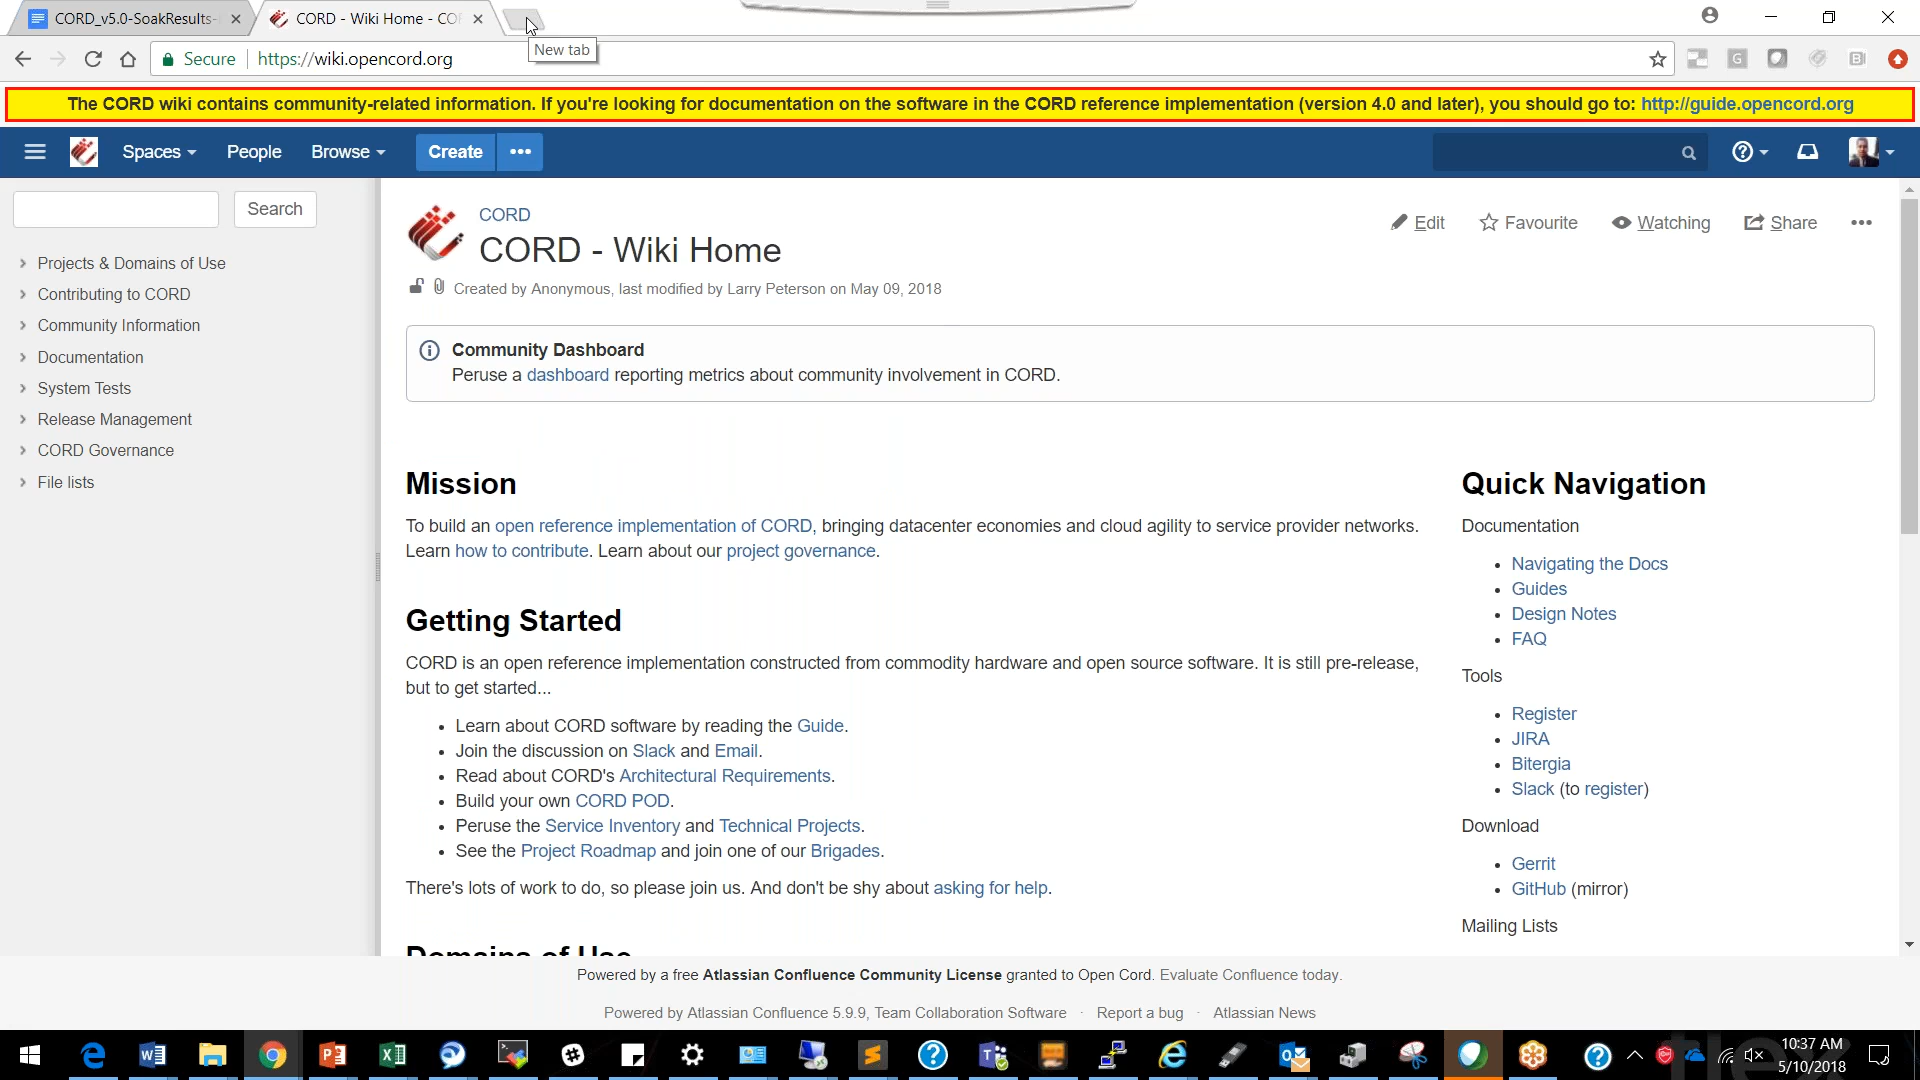 CORD_v5.0-SoakResults-
CORD - Wiki Home - COR
New tab
Secure
https://wiki.opencord.org
The CORD wiki contains community-related information. If you're looking for documentation on the software in the CORD reference implementation (version 4.0 and later), you should go to: http://guide.opencord.org
Spaces People Browse Create •••
Search
Projects & Domains of Use
Contributing to CORD
Community Information
Documentation
System Tests
Release Management
CORD Governance
File lists
CORD
CORD - Wiki Home
Edit Favourite Watching Share •••
Created by Anonymous, last modified by Larry Peterson on May 09, 2018
Community Dashboard
Peruse a dashboard reporting metrics about community involvement in CORD.
Mission
To build an open reference implementation of CORD, bringing datacenter economies and cloud agility to service provider networks.
Learn how to contribute. Learn about our project governance.
Getting Started
CORD is an open reference implementation constructed from commodity hardware and open source software. It is still pre-release,
but to get started...
• Learn about CORD software by reading the Guide.
• Join the discussion on Slack and Email.
• Read about CORD's Architectural Requirements.
• Build your own CORD POD.
• Peruse the Service Inventory and Technical Projects.
• See the Project Roadmap and join one of our Brigades.
There's lots of work to do, so please join us. And don't be shy about asking for help.
Domains of Use
Quick Navigation
Documentation
• Navigating the Docs
• Guides
• Design Notes
• FAQ
Tools
• Register
• JIRA
• Bitergia
• Slack (to register)
Download
• Gerrit
• GitHub (mirror)
Mailing Lists
Powered by a free Atlassian Confluence Community License granted to Open Cord. Evaluate Confluence today.
Powered by Atlassian Confluence 5.9.9, Team Collaboration Software · Report a bug · Atlassian News
10:37 AM
5/10/2018